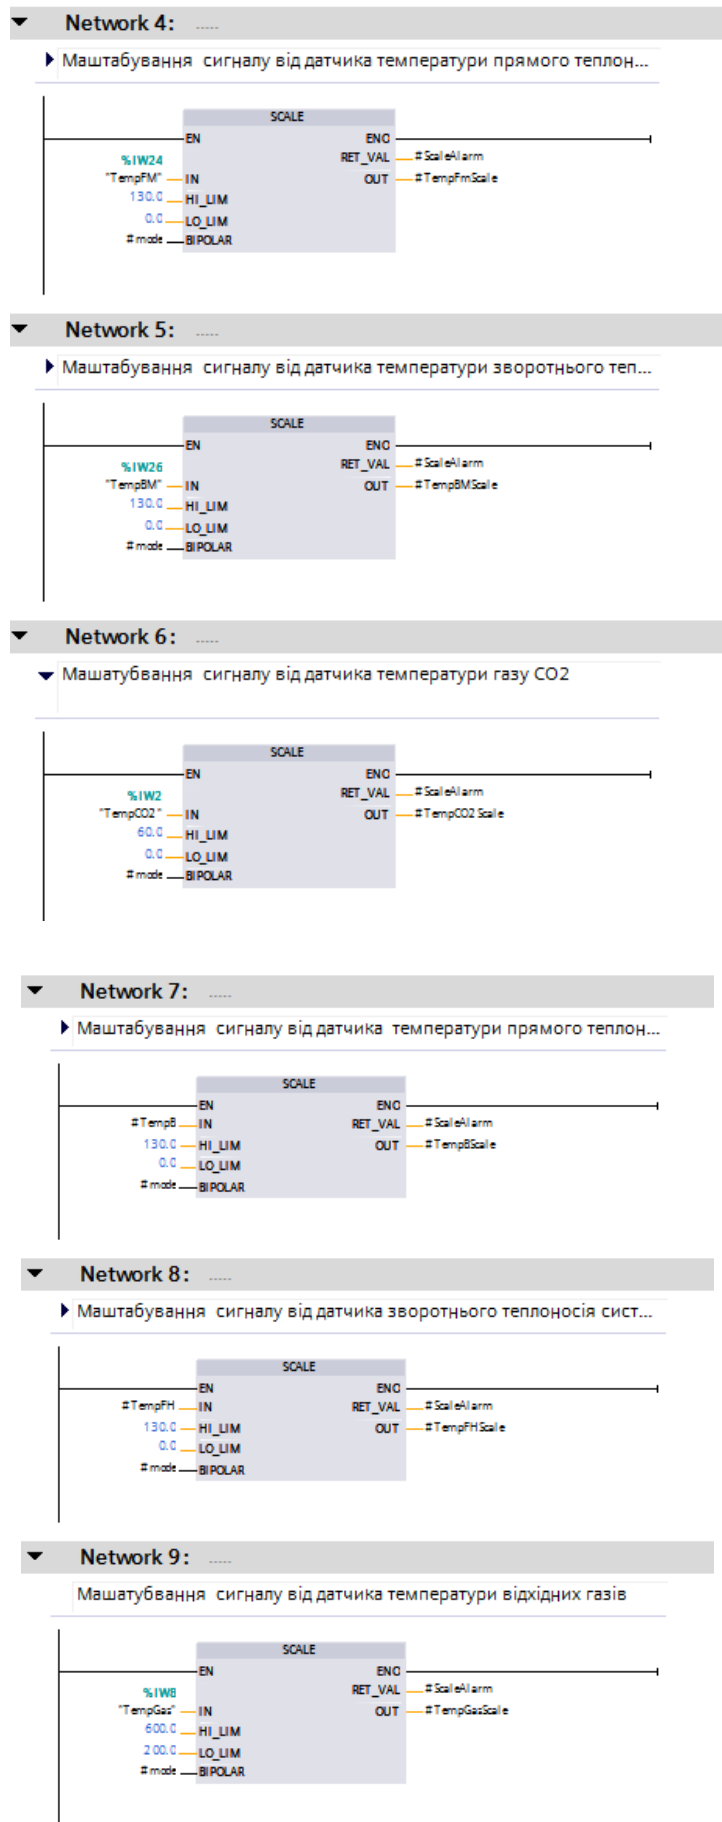 Network 4: .....
Маштабування сигналу від датчика температури прямого теплон...
SCALE
EN ENO
%IW24 RET_VAL #ScaleAlarm
"TempFM" IN OUT #TempFmScale
130.0 HI_LIM
0.0 LO_LIM
#mode BIPOLAR
Network 5: .....
Маштабування сигналу від датчика температури зворотнього теп...
SCALE
EN ENO
%IW26 RET_VAL #ScaleAlarm
"TempBM" IN OUT #TempBMScale
130.0 HI_LIM
0.0 LO_LIM
#mode BIPOLAR
Network 6: .....
Машатубвання сигналу від датчика температури газу СО2
SCALE
EN ENO
%IW2 RET_VAL #ScaleAlarm
"TempCO2" IN OUT #TempCO2Scale
60.0 HI_LIM
0.0 LO_LIM
#mode BIPOLAR
Network 7: .....
Маштабування сигналу від датчика температури прямого теплон...
SCALE
EN ENO
#TempB IN RET_VAL #ScaleAlarm
130.0 HI_LIM OUT #TempBScale
0.0 LO_LIM
#mode BIPOLAR
Network 8: .....
Маштабування сигналу від датчика зворотнього теплоносія сист...
SCALE
EN ENO
#TempFH IN RET_VAL #ScaleAlarm
130.0 HI_LIM OUT #TempFHScale
0.0 LO_LIM
#mode BIPOLAR
Network 9: .....
Машатубвання сигналу від датчика температури відхідних газів
SCALE
EN ENO
%IW8 RET_VAL #ScaleAlarm
"TempGas" IN OUT #TempGasScale
600.0 HI_LIM
200.0 LO_LIM
#mode BIPOLAR